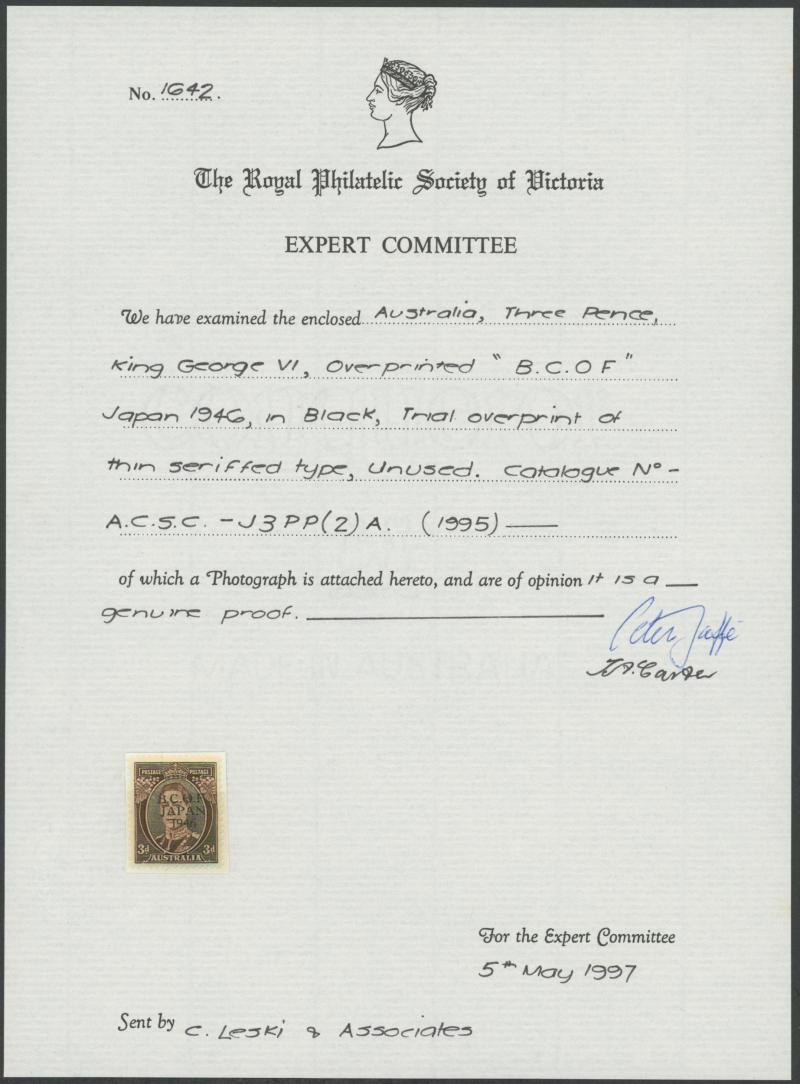 No. 1642.
The Royal Philatelic Society of Victoria
EXPERT COMMITTEE
We have examined the enclosed Australia, Three Pence,
King George VI, Overprinted "B.C.O F"
Japan 1946, in Black, Trial overprint of
thin seriffed type, Unused. Catalogue Nº -
A.C.S.C. - J3PP(2)A. (1995) —
of which a Photograph is attached hereto, and are of opinion it is a —
genuine proof. —
Peter Jaffé
Carter
POSTAGE POSTAGE
B.C.O.F.
JAPAN
1946
3d 3d
AUSTRALIA
For the Expert Committee
5th May 1997
Sent by C. Leski & Associates